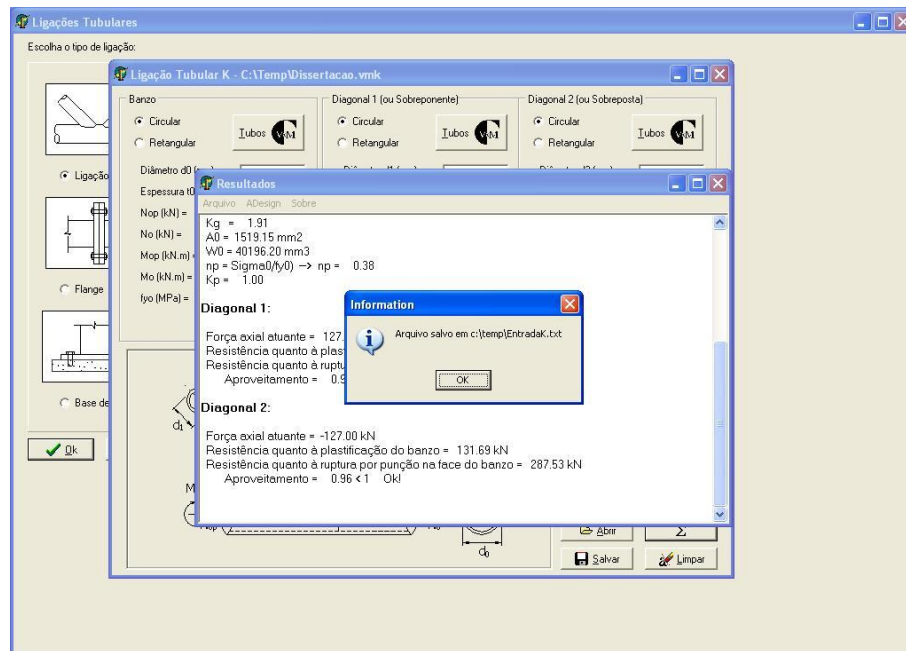 Ligações Tubulares
Escolha o tipo de ligação:
Ligação
Flange
Base de
Ok
Ligação Tubular K - C:\Temp\Dissertacao.vmk
Banzo
Circular
Retangular
Tubos V&M
Diâmetro d0
Espessura t0
Nop (kN) =
No (kN) =
Mop (kN.m)
Mo (kN.m) =
fyo (MPa) =
Diagonal 1 (ou Sobreponente)
Circular
Retangular
Tubos V&M
Diagonal 2 (ou Sobreposta)
Circular
Retangular
Tubos V&M
Resultados
Arquivo ADesign Sobre
Kg = 1.91
A0 = 1519.15 mm2
W0 = 40196.20 mm3
np = Sigma0/fy0) --> np = 0.38
Kp = 1.00
Diagonal 1:
Força axial atuante = 127.
Resistência quanto à plas
Resistência quanto à ruptu
Aproveitamento = 0.9
Diagonal 2:
Força axial atuante = -127.00 kN
Resistência quanto à plastificação do banzo = 131.69 kN
Resistência quanto à ruptura por punção na face do banzo = 287.53 kN
Aproveitamento = 0.96 < 1 Ok!
Information
Arquivo salvo em c:\temp\EntradaK.txt
OK
d1
M
d0
Abrir
Σ
Salvar
Limpar